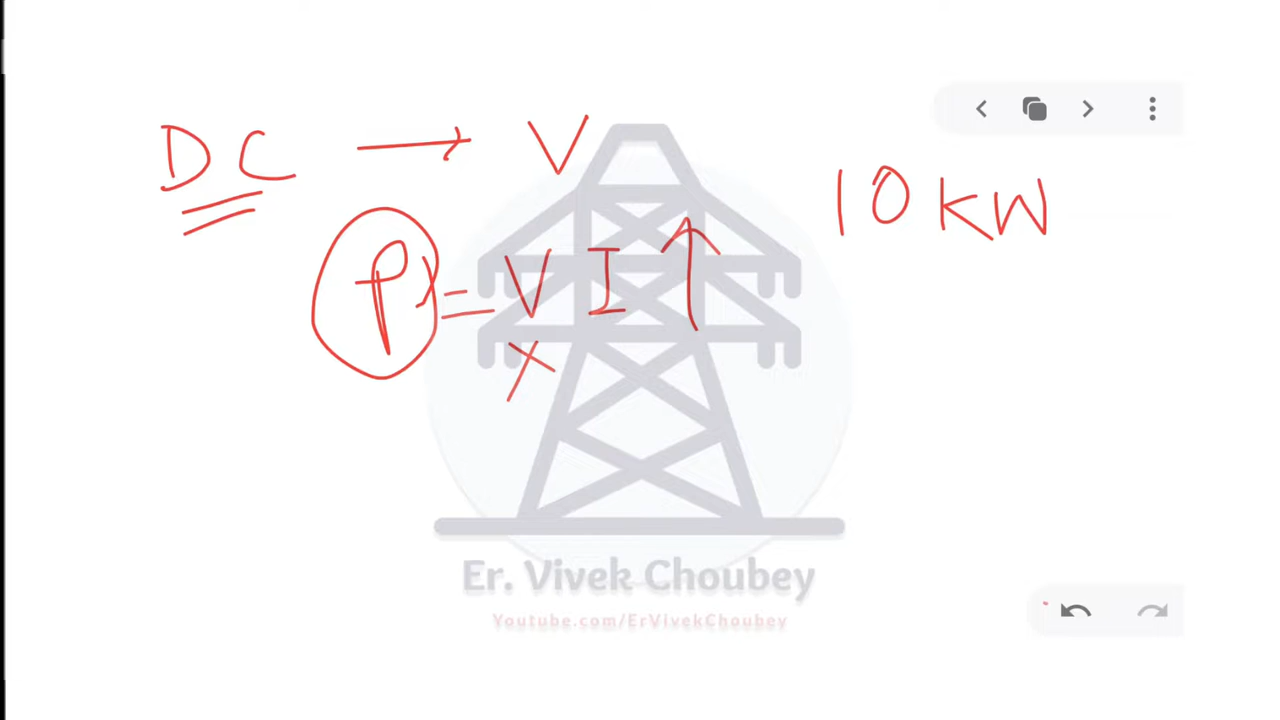 DC → V
10 KW
P = V I ↑
X
Er. Vivek Choubey
Youtube.com/ErVivekChoubey